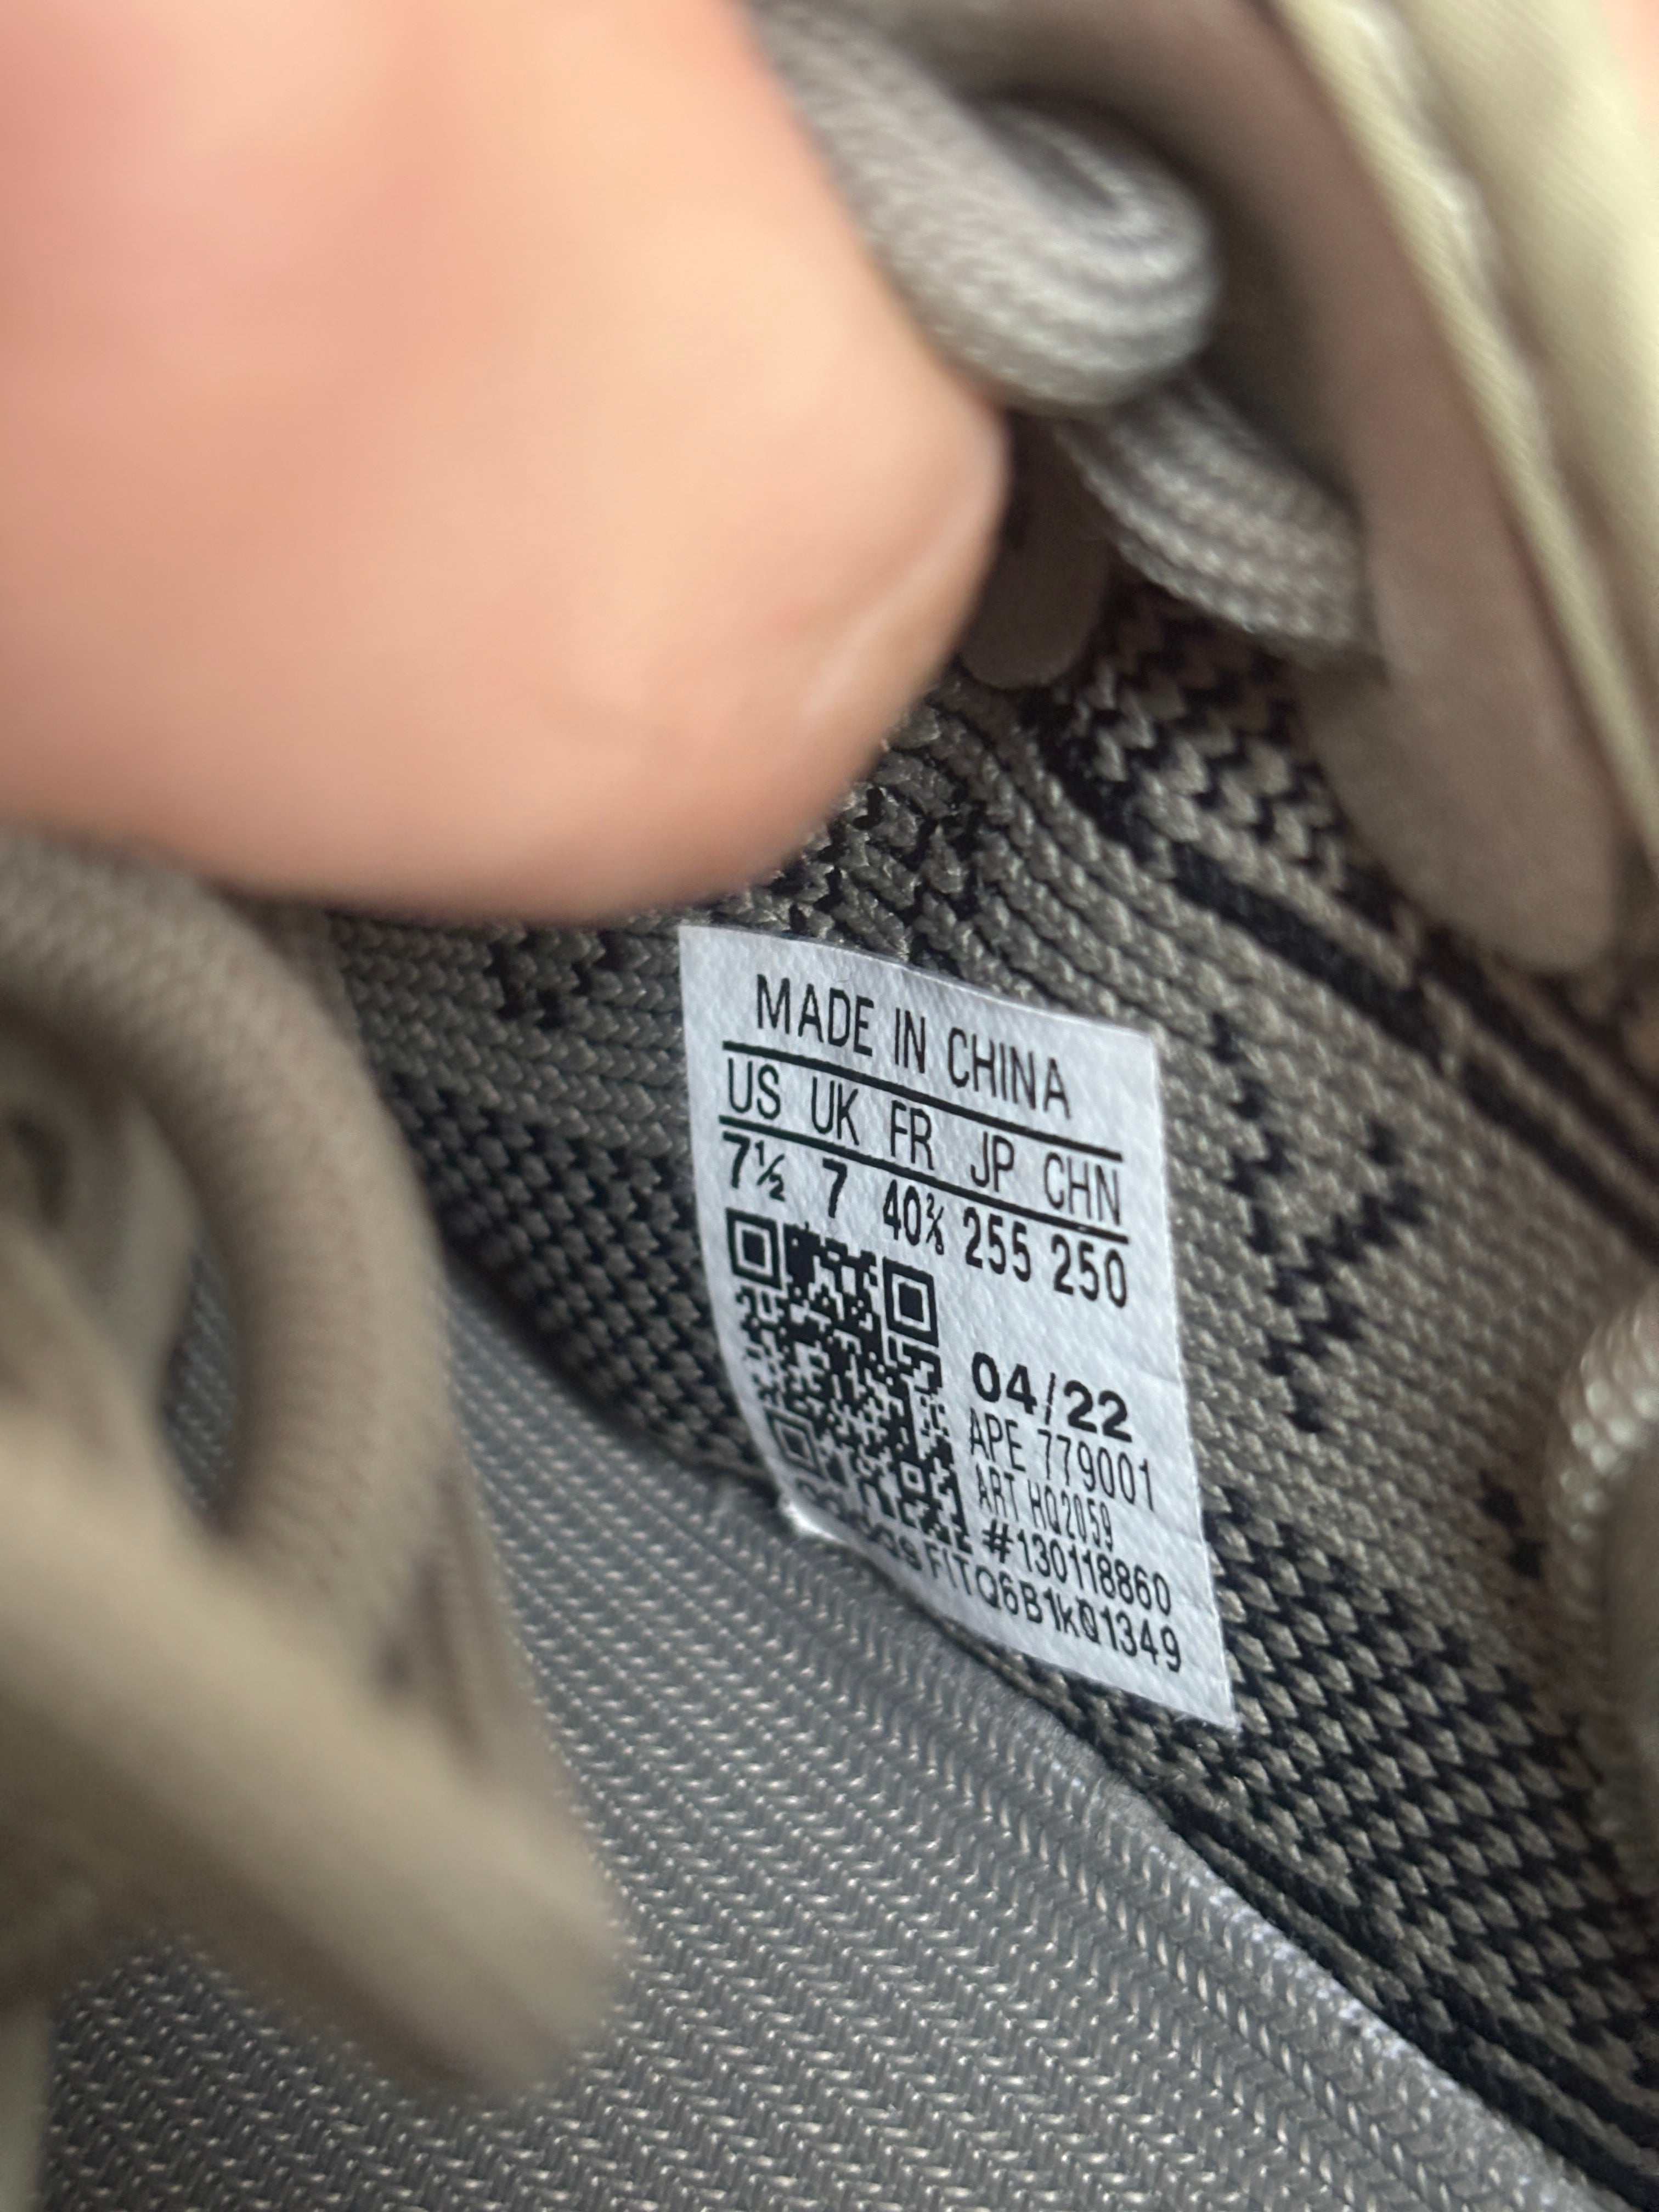 MADE IN CHINA
US UK FR JP CHN
7½ 7 40⅔ 255 250
04/22
APE 779001
ART HQ2059
#130118860
FITQ6B1kQ1349